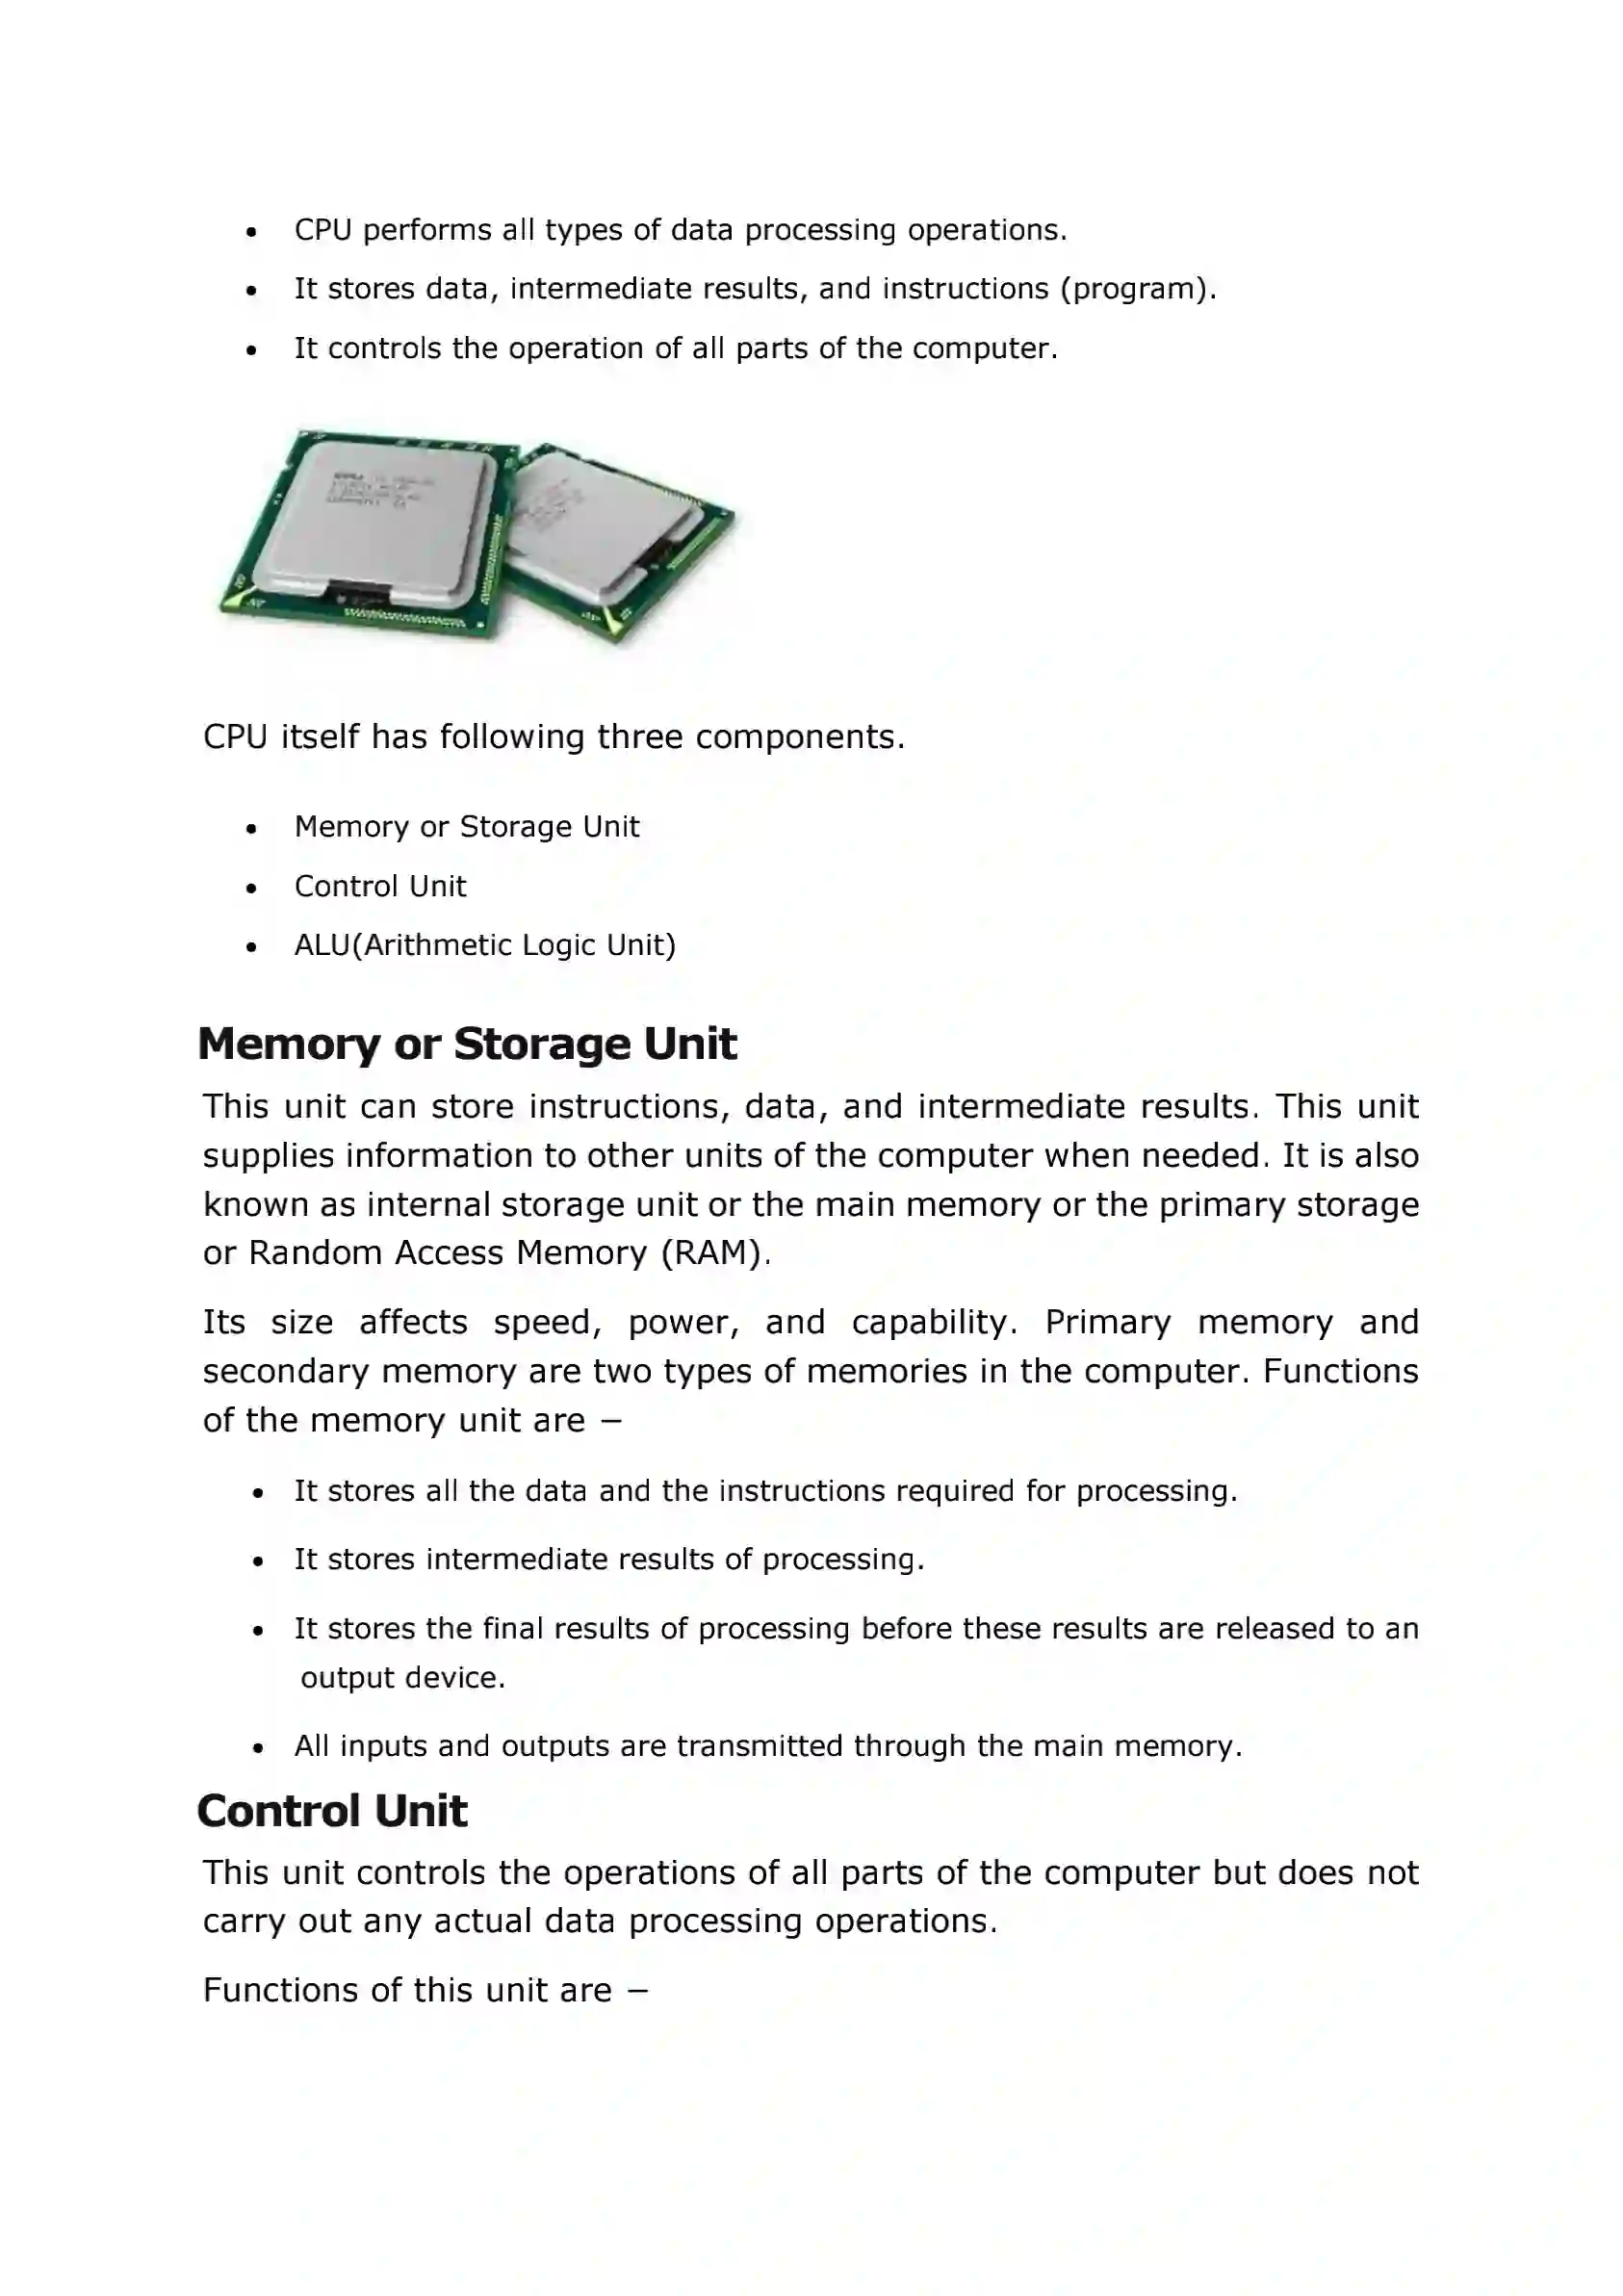 • CPU performs all types of data processing operations.
• It stores data, intermediate results, and instructions (program).
• It controls the operation of all parts of the computer.
CPU itself has following three components.
• Memory or Storage Unit
• Control Unit
• ALU(Arithmetic Logic Unit)
Memory or Storage Unit
This unit can store instructions, data, and intermediate results. This unit
supplies information to other units of the computer when needed. It is also
known as internal storage unit or the main memory or the primary storage
or Random Access Memory (RAM).
Its size affects speed, power, and capability. Primary memory and
secondary memory are two types of memories in the computer. Functions
of the memory unit are −
• It stores all the data and the instructions required for processing.
• It stores intermediate results of processing.
• It stores the final results of processing before these results are released to an
output device.
• All inputs and outputs are transmitted through the main memory.
Control Unit
This unit controls the operations of all parts of the computer but does not
carry out any actual data processing operations.
Functions of this unit are −